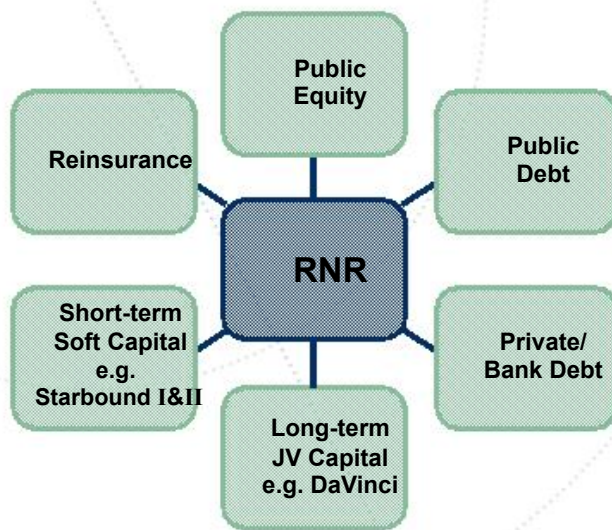 Public
Equity
Reinsurance
Public
Debt
RNR
Short-term
Soft Capital
e.g.
Starbound I&II
Private/
Bank Debt
Long-term
JV Capital
e.g. DaVinci